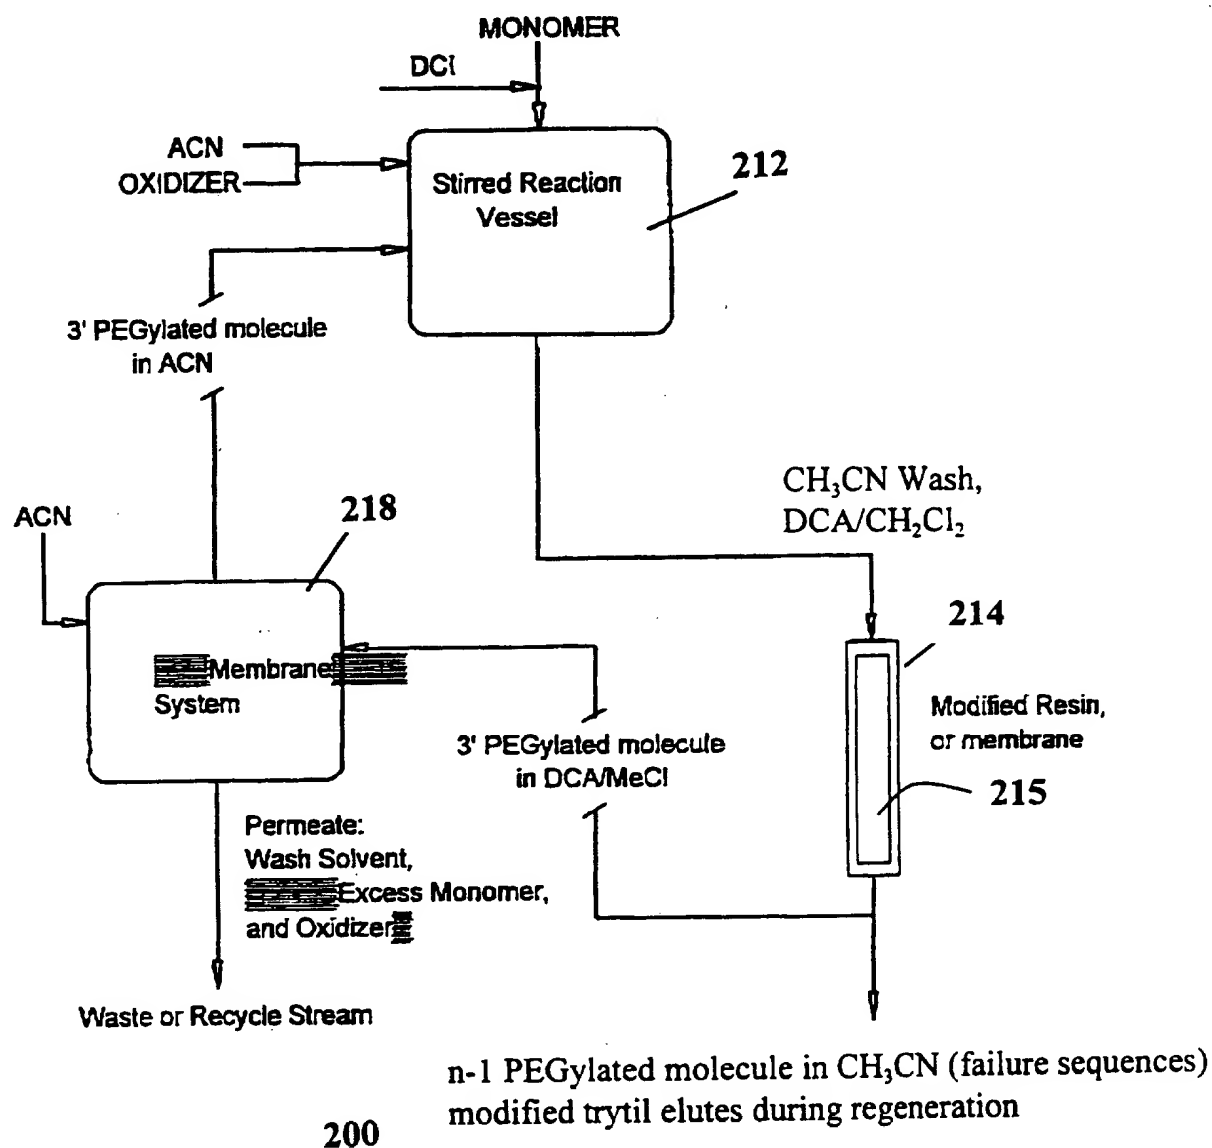 MONOMER
DCI
ACN
OXIDIZER
Stirred Reaction
Vessel
212
3' PEGylated molecule
in ACN
CH₃CN Wash,
DCA/CH₂Cl₂
ACN
218
214
Membrane
System
Modified Resin,
or membrane
3' PEGylated molecule
in DCA/MeCl
215
Permeate:
Wash Solvent,
Excess Monomer,
and Oxidizer
Waste or Recycle Stream
n-1 PEGylated molecule in CH₃CN (failure sequences)
modified trytil elutes during regeneration
200